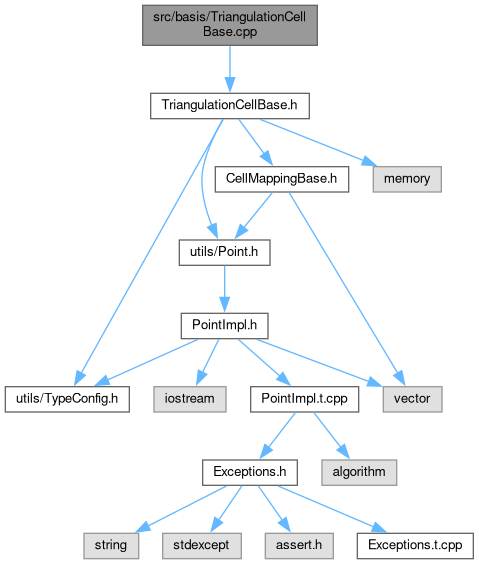 src/basis/TriangulationCell
Base.cpp
TriangulationCellBase.h
CellMappingBase.h
memory
utils/Point.h
PointImpl.h
utils/TypeConfig.h
iostream
PointImpl.t.cpp
vector
Exceptions.h
algorithm
string
stdexcept
assert.h
Exceptions.t.cpp